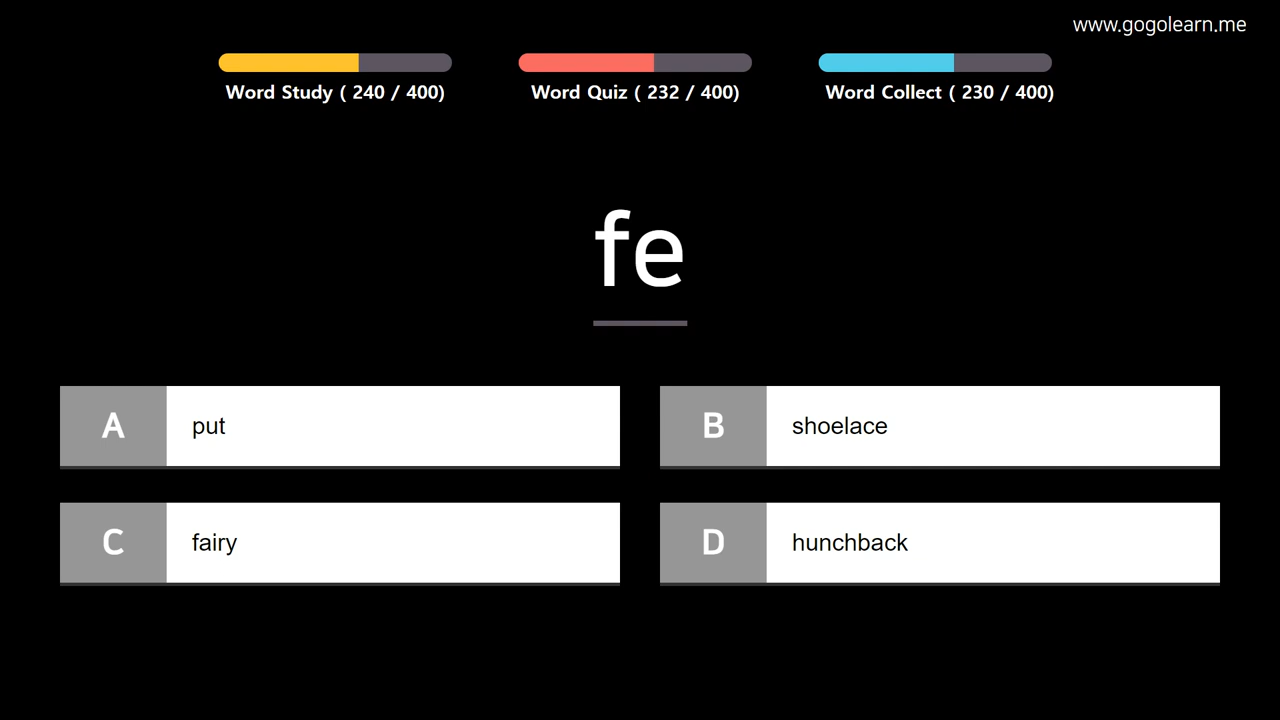 www.gogolearn.me
Word Study ( 240 / 400)
Word Quiz ( 232 / 400)
Word Collect ( 230 / 400)
fe
A put
B shoelace
C fairy
D hunchback